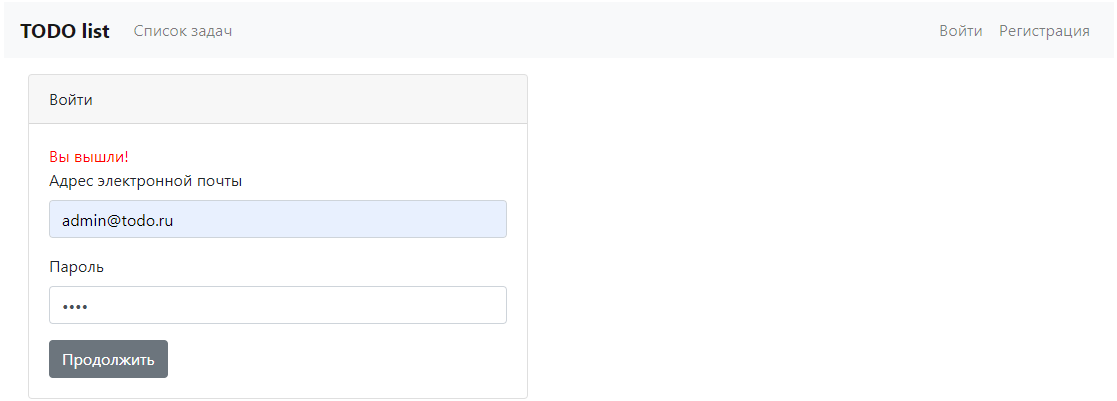 TODO list Список задач Войти Регистрация
Войти
Вы вышли!
Адрес электронной почты
admin@todo.ru
Пароль
••••
Продолжить